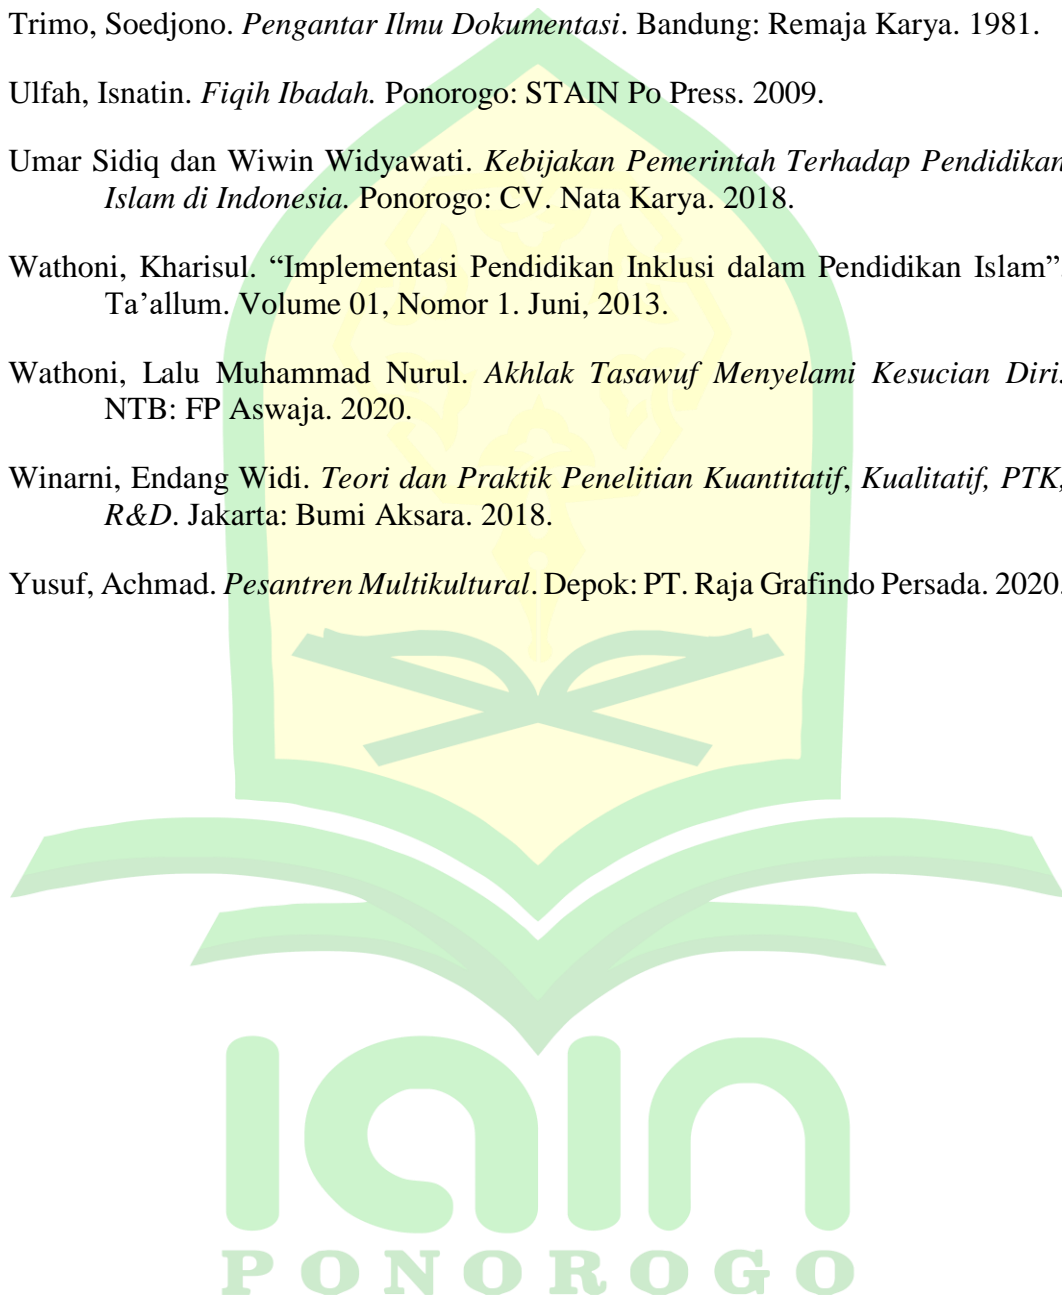 Trimo, Soedjono. Pengantar Ilmu Dokumentasi. Bandung: Remaja Karya. 1981.
Ulfah, Isnatin. Fiqih Ibadah. Ponorogo: STAIN Po Press. 2009.
Umar Sidiq dan Wiwin Widyawati. Kebijakan Pemerintah Terhadap Pendidikan
Islam di Indonesia. Ponorogo: CV. Nata Karya. 2018.
Wathoni, Kharisul. “Implementasi Pendidikan Inklusi dalam Pendidikan Islam”.
Ta’allum. Volume 01, Nomor 1. Juni, 2013.
Wathoni, Lalu Muhammad Nurul. Akhlak Tasawuf Menyelami Kesucian Diri.
NTB: FP Aswaja. 2020.
Winarni, Endang Widi. Teori dan Praktik Penelitian Kuantitatif, Kualitatif, PTK,
R&D. Jakarta: Bumi Aksara. 2018.
Yusuf, Achmad. Pesantren Multikultural. Depok: PT. Raja Grafindo Persada. 2020.
iain
PONOROGO